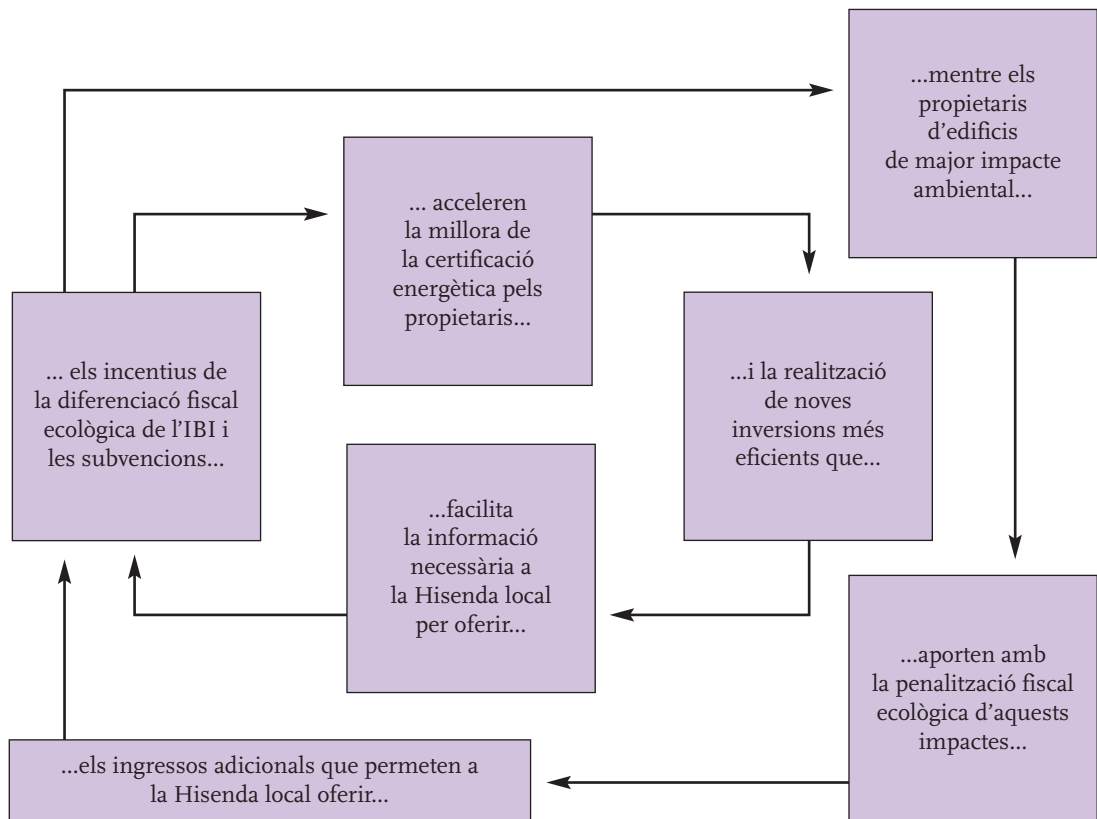 ...mentre els
propietaris
d'edificis
de major impacte
ambiental...
... acceleren
la millora de
la certificació
energètica pels
propietaris...
... els incentius de
la diferenciacó fiscal
ecològica de l'IBI i
les subvencions...
...i la realització
de noves
inversions més
eficients que...
...facilita
la informació
necessària a
la Hisenda local
per oferir...
...aporten amb
la penalització fiscal
ecològica d'aquests
impactes...
...els ingressos adicionals que permeten a
la Hisenda local oferir...